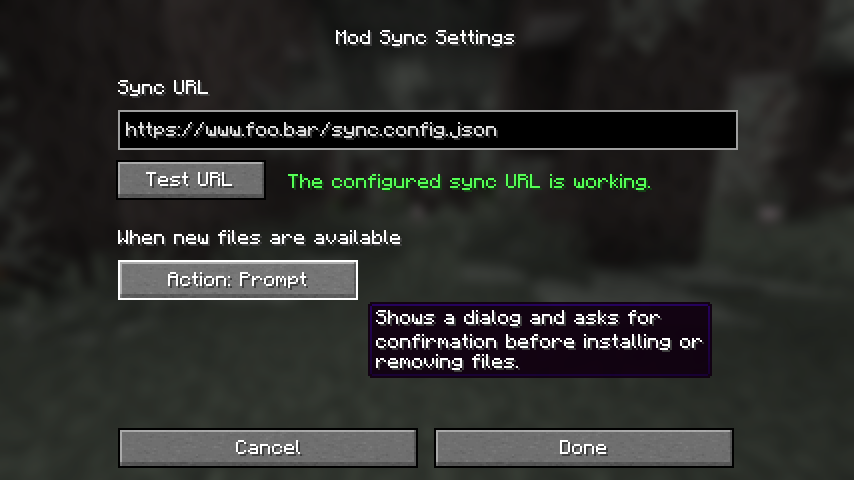 Mod Sync Settings
Sync URL
https://www.foo.bar/sync.config.json
Test URL
The configured sync URL is working.
When new files are available
Action: Prompt
Shows a dialog and asks for
confirmation before installing or
removing files.
Cancel
Done